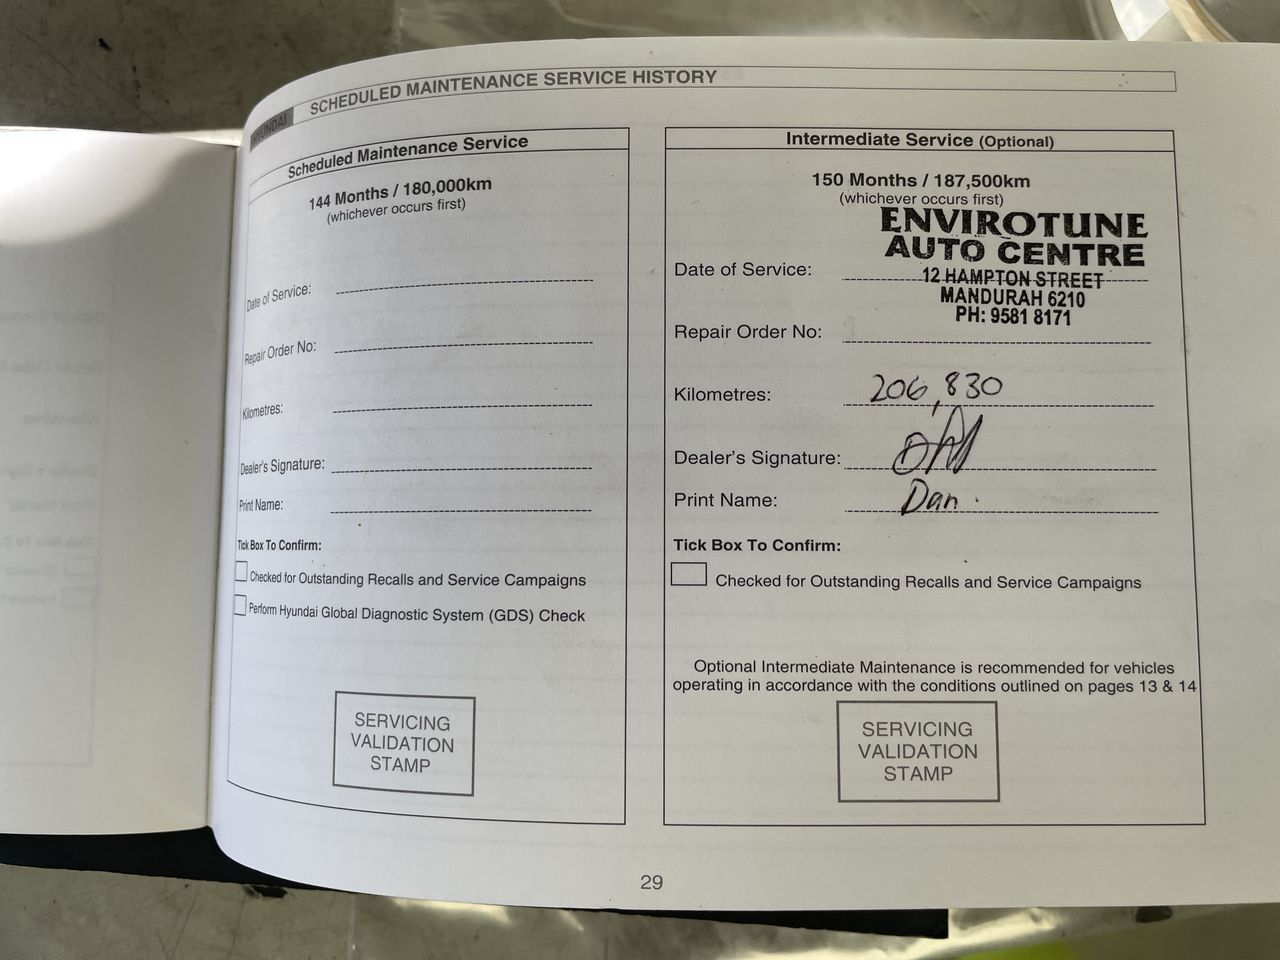 HYUNDAI
SCHEDULED MAINTENANCE SERVICE HISTORY
Scheduled Maintenance Service
144 Months / 180,000km
(whichever occurs first)
Date of Service:
Repair Order No:
Kilometres:
Dealer's Signature:
Print Name:
Tick Box To Confirm:
Checked for Outstanding Recalls and Service Campaigns
Perform Hyundai Global Diagnostic System (GDS) Check
SERVICING
VALIDATION
STAMP
Intermediate Service (Optional)
150 Months / 187,500km
(whichever occurs first)
ENVIROTUNE
AUTO CENTRE
Date of Service:
12 HAMPTON STREET
MANDURAH 6210
PH: 9581 8171
Repair Order No:
Kilometres: 206,830
Dealer's Signature:
Print Name: Dan.
Tick Box To Confirm:
Checked for Outstanding Recalls and Service Campaigns
Optional Intermediate Maintenance is recommended for vehicles
operating in accordance with the conditions outlined on pages 13 & 14
SERVICING
VALIDATION
STAMP
29